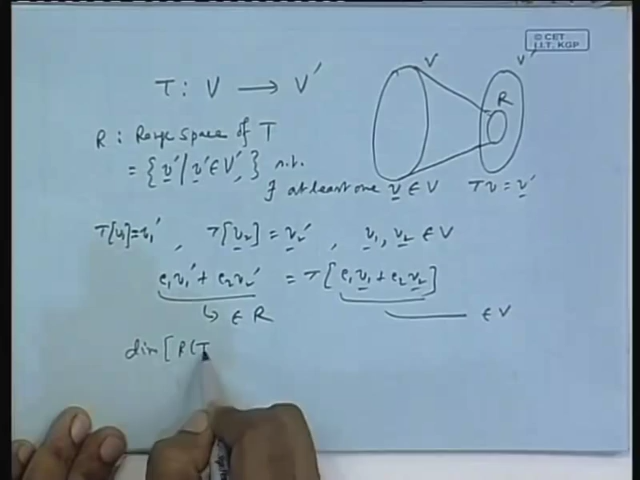 © CET
I.I.T. KGP
T: V → V'
V
V'
R
R : Range space of T
= { v' / v' ∈ V', } s.t.
∃ at least one v ∈ V  Tv = v'
T[v1] = v1' , T[v2] = v2' , v1, v2 ∈ V
c1v1' + c2v2' = T[c1v1 + c2v2]
↳ ∈ R
∈ V
dim [R(T